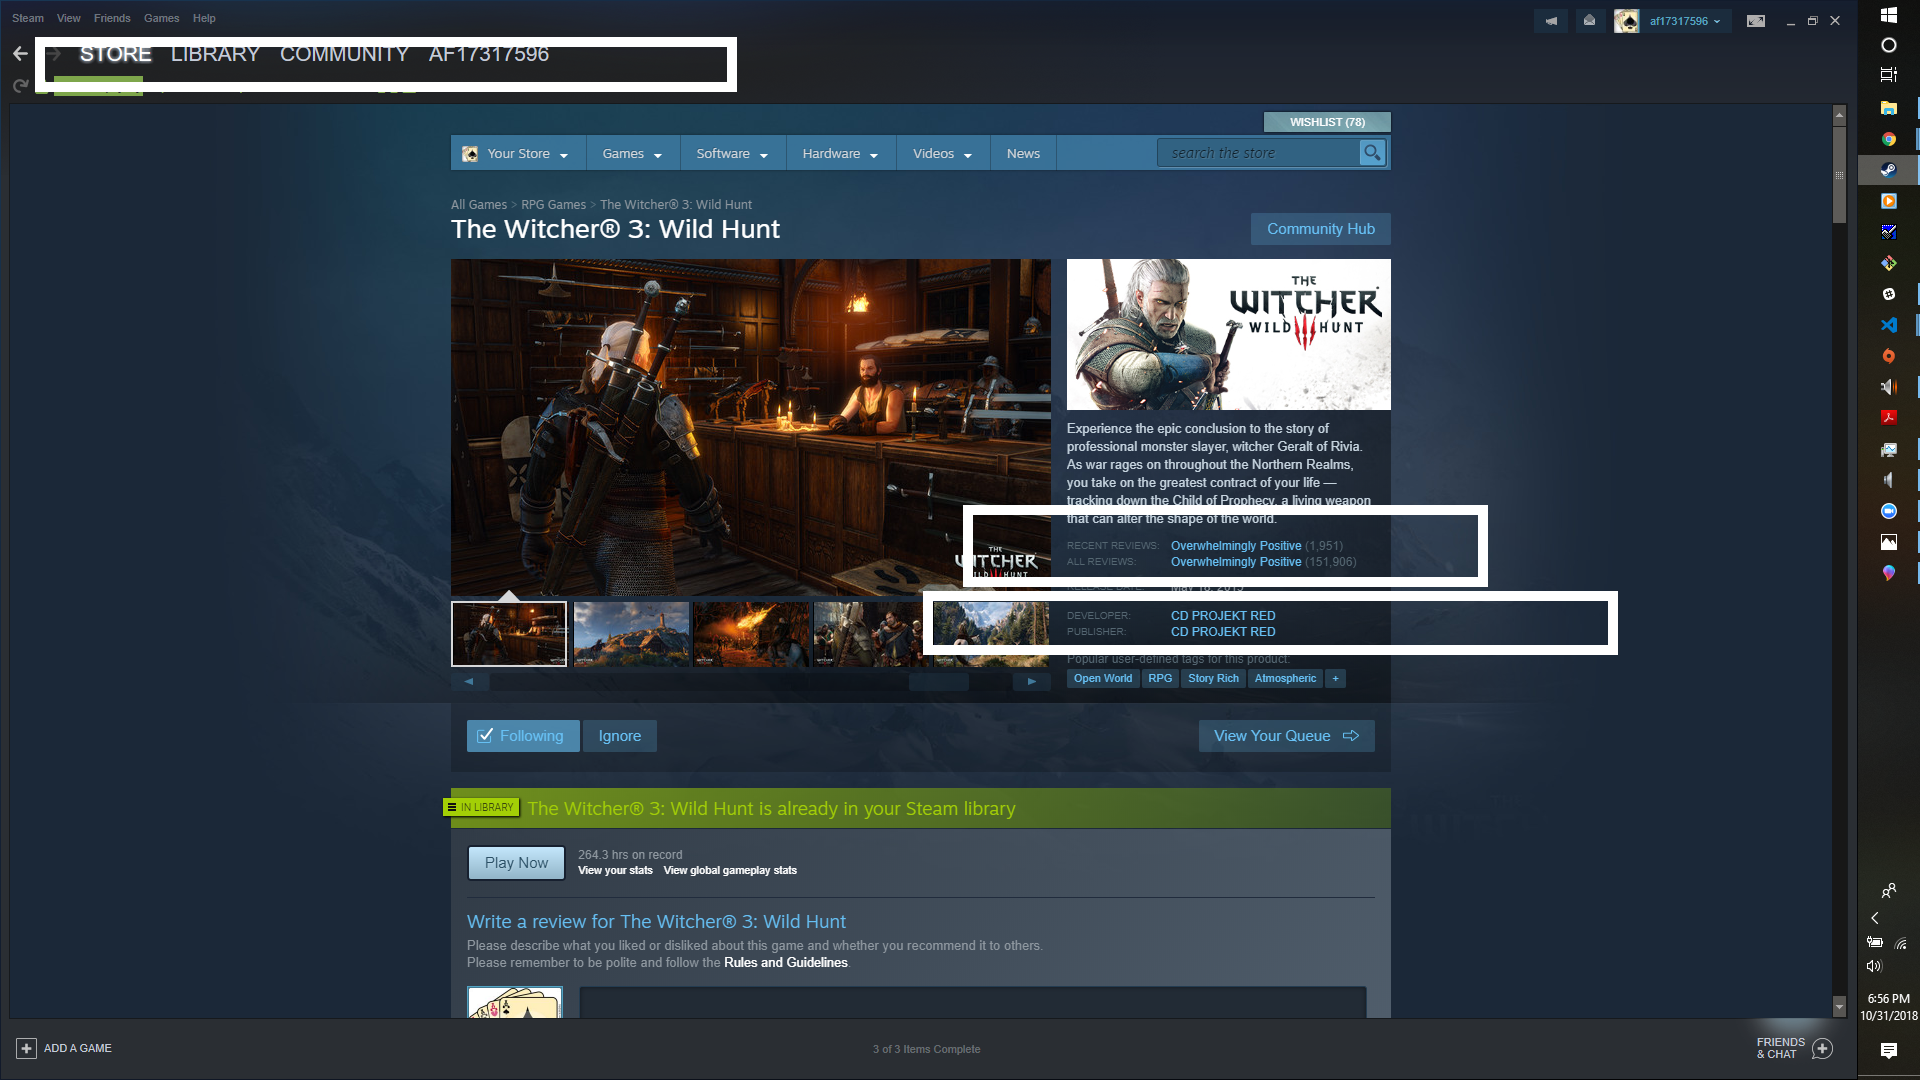 Steam View Friends Games Help
af17317596
STORE LIBRARY COMMUNITY AF17317596
WISHLIST (78)
Your Store Games Software Hardware Videos News
search the store
All Games > RPG Games > The Witcher® 3: Wild Hunt
The Witcher® 3: Wild Hunt
Community Hub
THE
WITCHER
WILD HUNT
Experience the epic conclusion to the story of
professional monster slayer, witcher Geralt of Rivia.
As war rages on throughout the Northern Realms,
you take on the greatest contract of your life —
tracking down the Child of Prophecy, a living weapon
that can alter the shape of the world.
THE
WITCHER
WILD HUNT
RECENT REVIEWS: Overwhelmingly Positive (1,951)
ALL REVIEWS: Overwhelmingly Positive (151,906)
RELEASE DATE: May 18, 2015
DEVELOPER: CD PROJEKT RED
PUBLISHER: CD PROJEKT RED
Popular user-defined tags for this product:
Open World RPG Story Rich Atmospheric +
Following Ignore
View Your Queue
IN LIBRARY
The Witcher® 3: Wild Hunt is already in your Steam library
Play Now
264.3 hrs on record
View your stats View global gameplay stats
Write a review for The Witcher® 3: Wild Hunt
Please describe what you liked or disliked about this game and whether you recommend it to others.
Please remember to be polite and follow the Rules and Guidelines.
ADD A GAME
3 of 3 Items Complete
FRIENDS
& CHAT
6:56 PM
10/31/2018